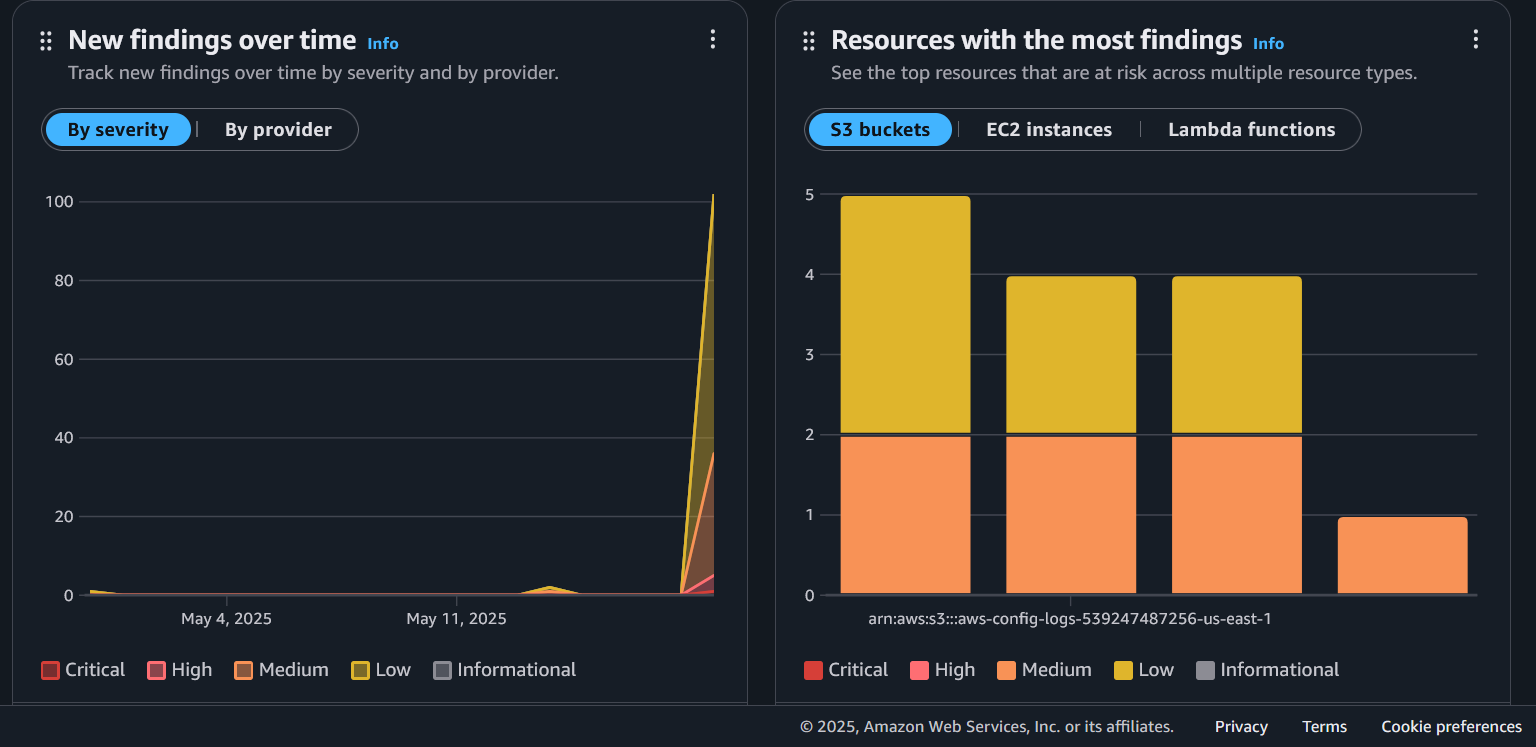 New findings over time Info
Track new findings over time by severity and by provider.
By severity | By provider
100
80
60
40
20
0
May 4, 2025 May 11, 2025
Critical High Medium Low Informational
Resources with the most findings Info
See the top resources that are at risk across multiple resource types.
S3 buckets | EC2 instances | Lambda functions
5
4
3
2
1
0
arn:aws:s3:::aws-config-logs-539247487256-us-east-1
Critical High Medium Low Informational
© 2025, Amazon Web Services, Inc. or its affiliates. Privacy Terms Cookie preferences